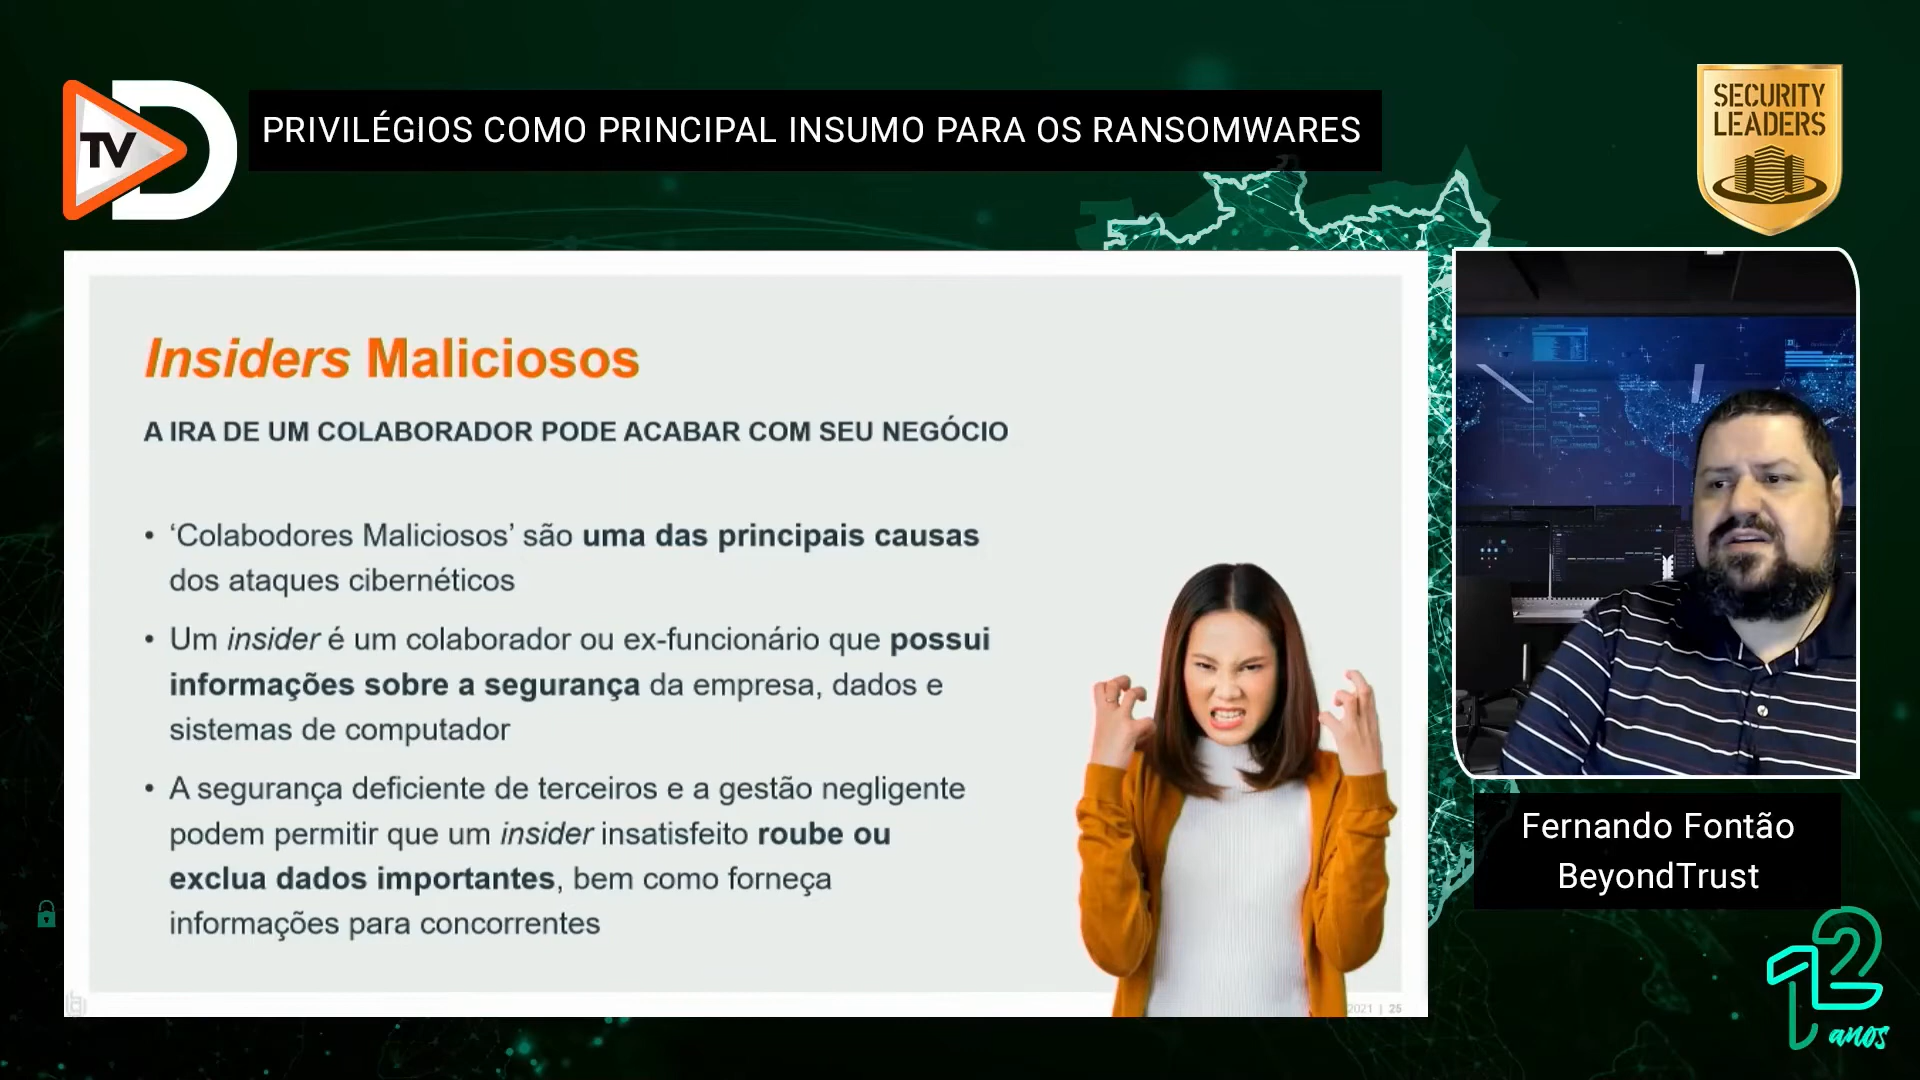 TV D
PRIVILÉGIOS COMO PRINCIPAL INSUMO PARA OS RANSOMWARES
SECURITY
LEADERS
Insiders Maliciosos
A IRA DE UM COLABORADOR PODE ACABAR COM SEU NEGÓCIO
• ‘Colabodores Maliciosos’ são uma das principais causas
dos ataques cibernéticos
• Um insider é um colaborador ou ex-funcionário que possui
informações sobre a segurança da empresa, dados e
sistemas de computador
• A segurança deficiente de terceiros e a gestão negligente
podem permitir que um insider insatisfeito roube ou
exclua dados importantes, bem como forneça
informações para concorrentes
2021 | 25
Fernando Fontão
BeyondTrust
12
anos